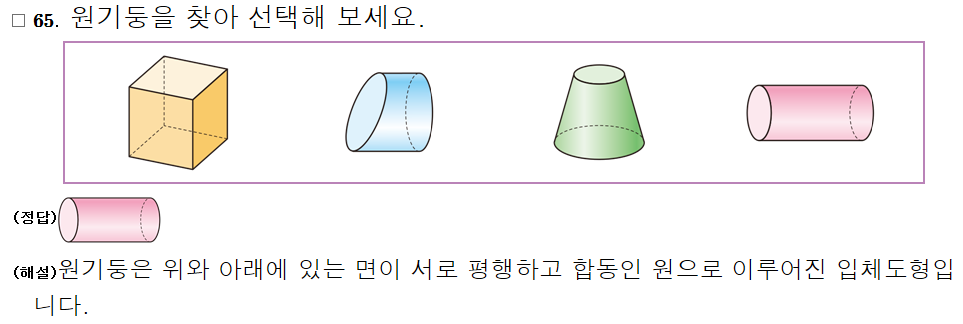 □ 65. 원기둥을 찾아 선택해 보세요.
(정답)
(해설)원기둥은 위와 아래에 있는 면이 서로 평행하고 합동인 원으로 이루어진 입체도형입
니다.